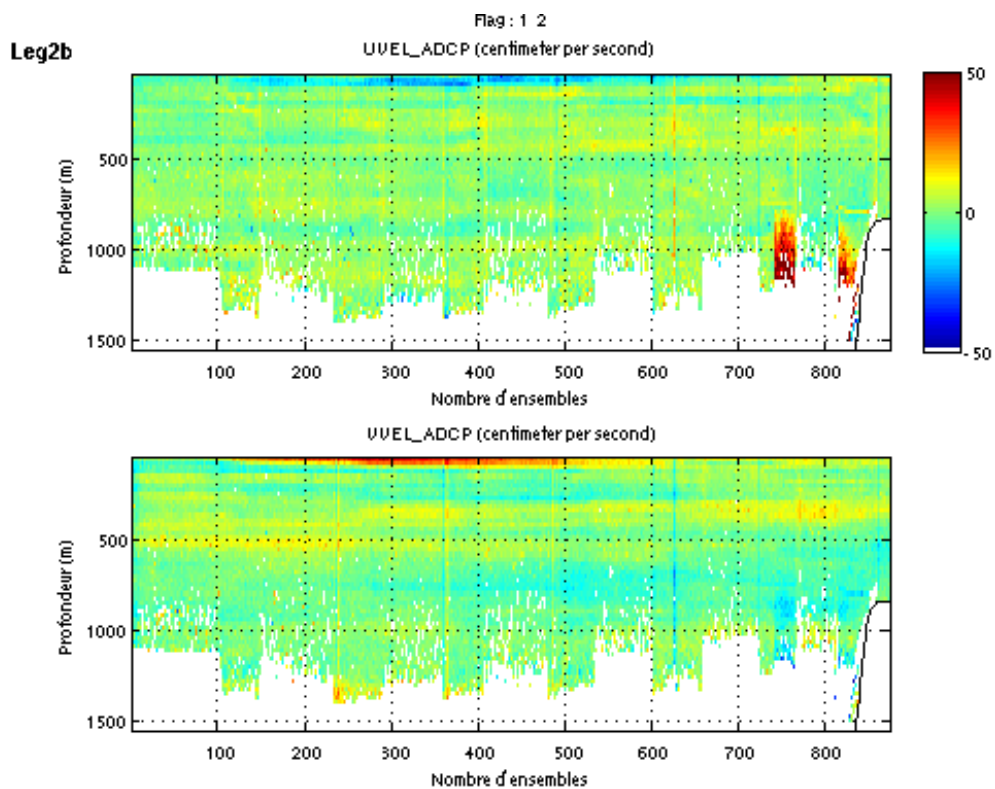 Flag : 1 2
Leg2b
UVEL_ADCP (centimeter per second)
Profondeur (m)
500
1000
1500
100 200 300 400 500 600 700 800
Nombre d'ensembles
50
0
-50
VVEL_ADCP (centimeter per second)
Profondeur (m)
500
1000
1500
100 200 300 400 500 600 700 800
Nombre d'ensembles